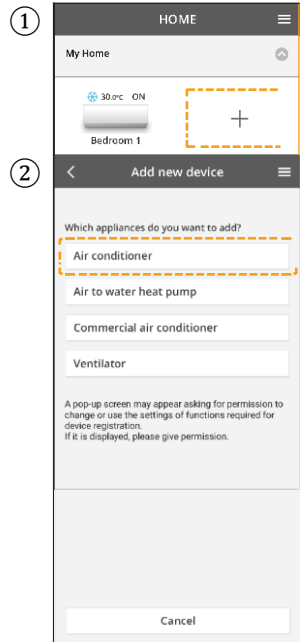 ①
HOME
My Home
30.0°C ON
Bedroom 1
②
Add new device
Which appliances do you want to add?
Air conditioner
Air to water heat pump
Commercial air conditioner
Ventilator
A pop-up screen may appear asking for permission to
change or use the settings of functions required for
device registration.
If it is displayed, please give permission.
Cancel